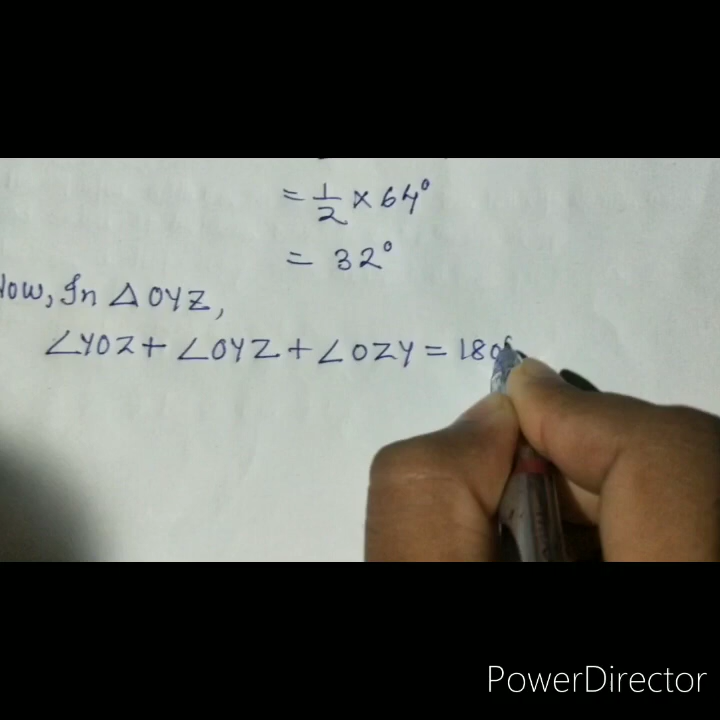 = 1/2 × 64°
= 32°
Now, In △OYZ,
∠YOZ + ∠OYZ + ∠OZY = 180°
PowerDirector